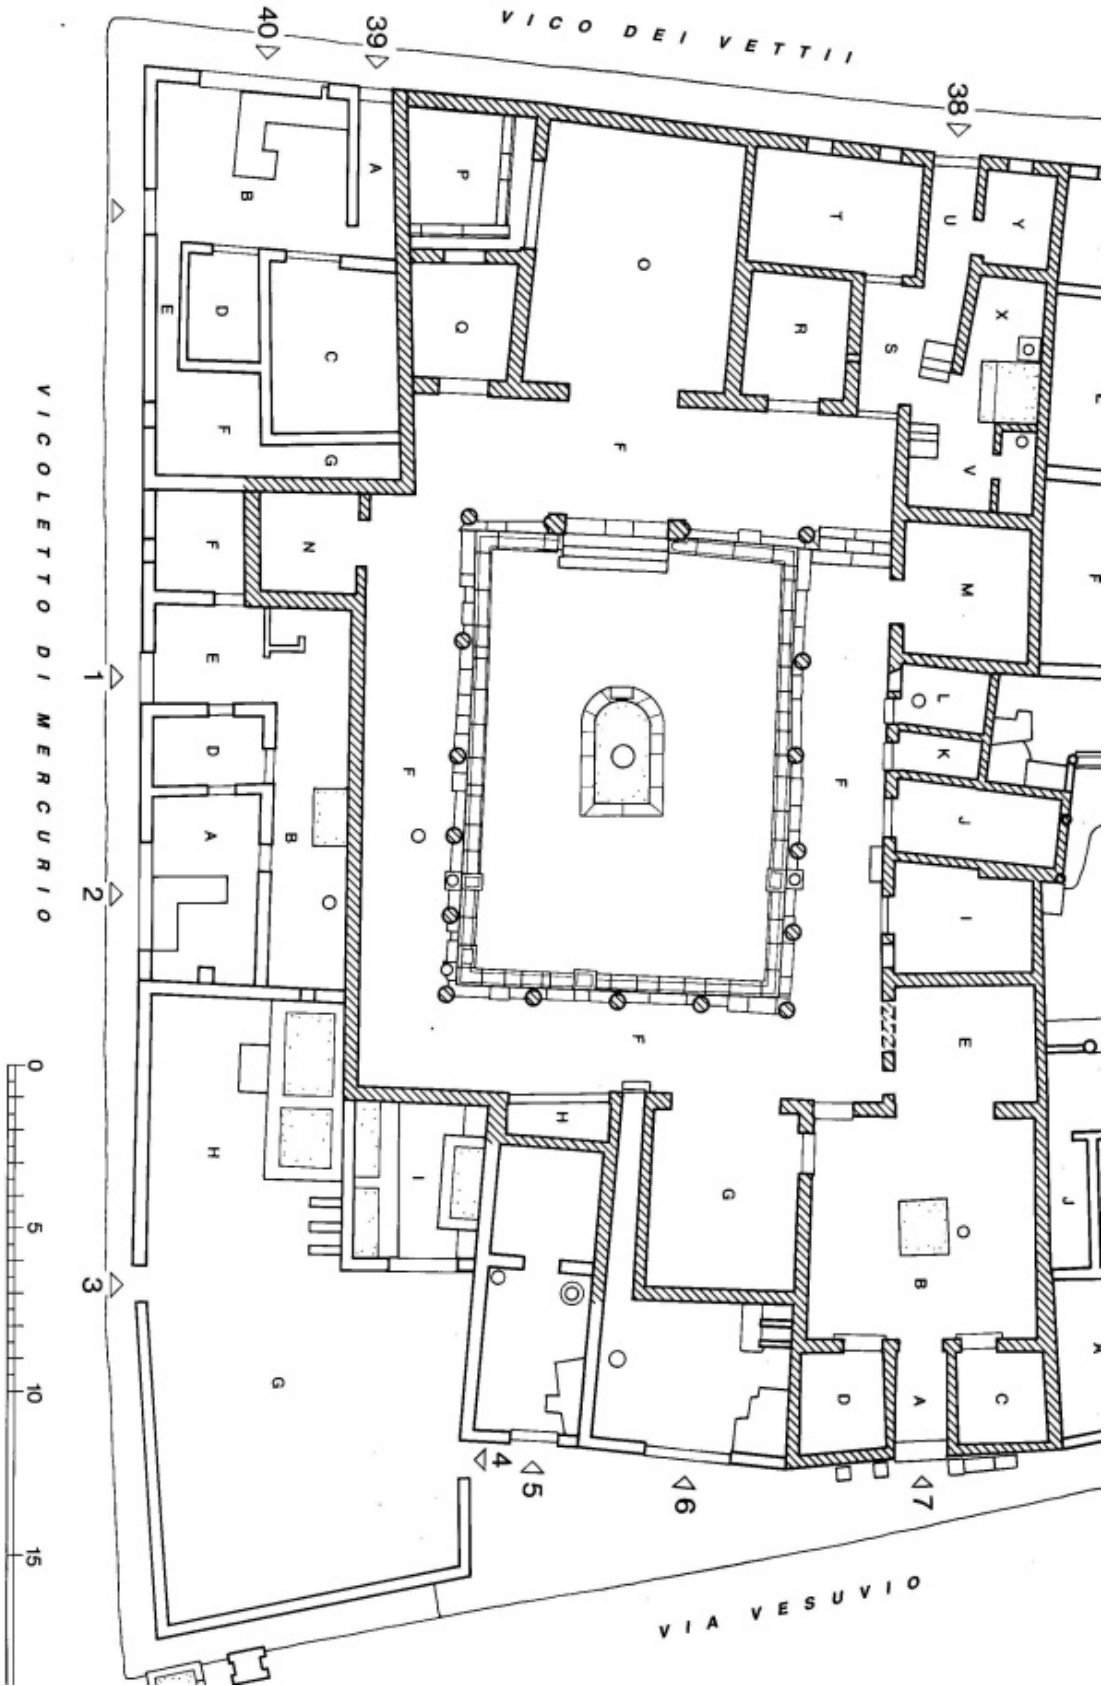 VICO DEI VETTII
40
39
38
A
P
B
O
T
U
Y
E
D
C
Q
R
S
X
L
F
G
F
V
F
N
M
F
VICOLETTO DI MERCURIO
E
L
1
D
F
F
K
A
B
J
2
I
F
E
0
H
H
I
G
J
5
B
3
G
10
D
A
C
A
4
5
6
7
15
VIA VESUVIO